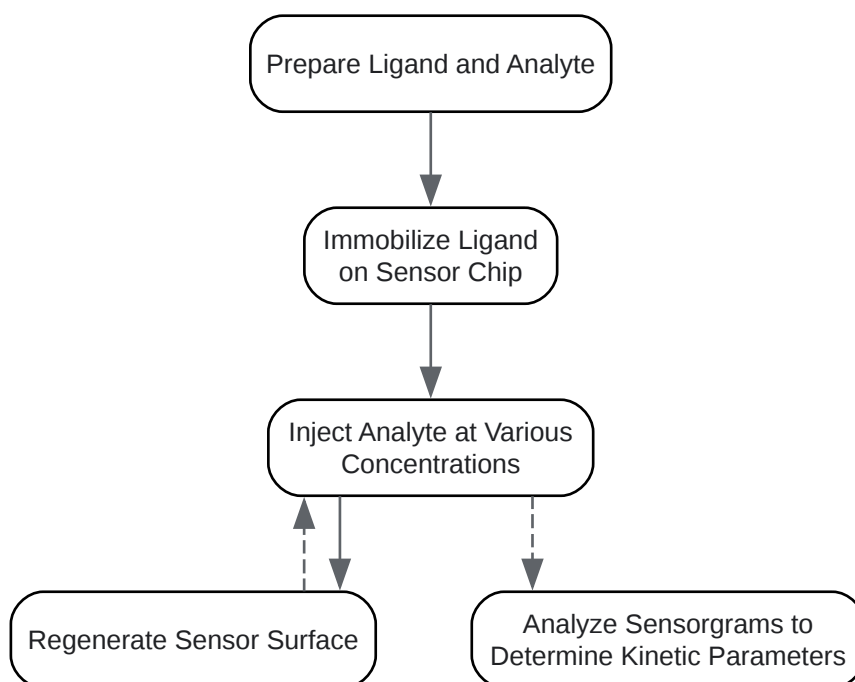 Prepare Ligand and Analyte
Immobilize Ligand
on Sensor Chip
Inject Analyte at Various
Concentrations
Regenerate Sensor Surface
Analyze Sensorgrams to
Determine Kinetic Parameters